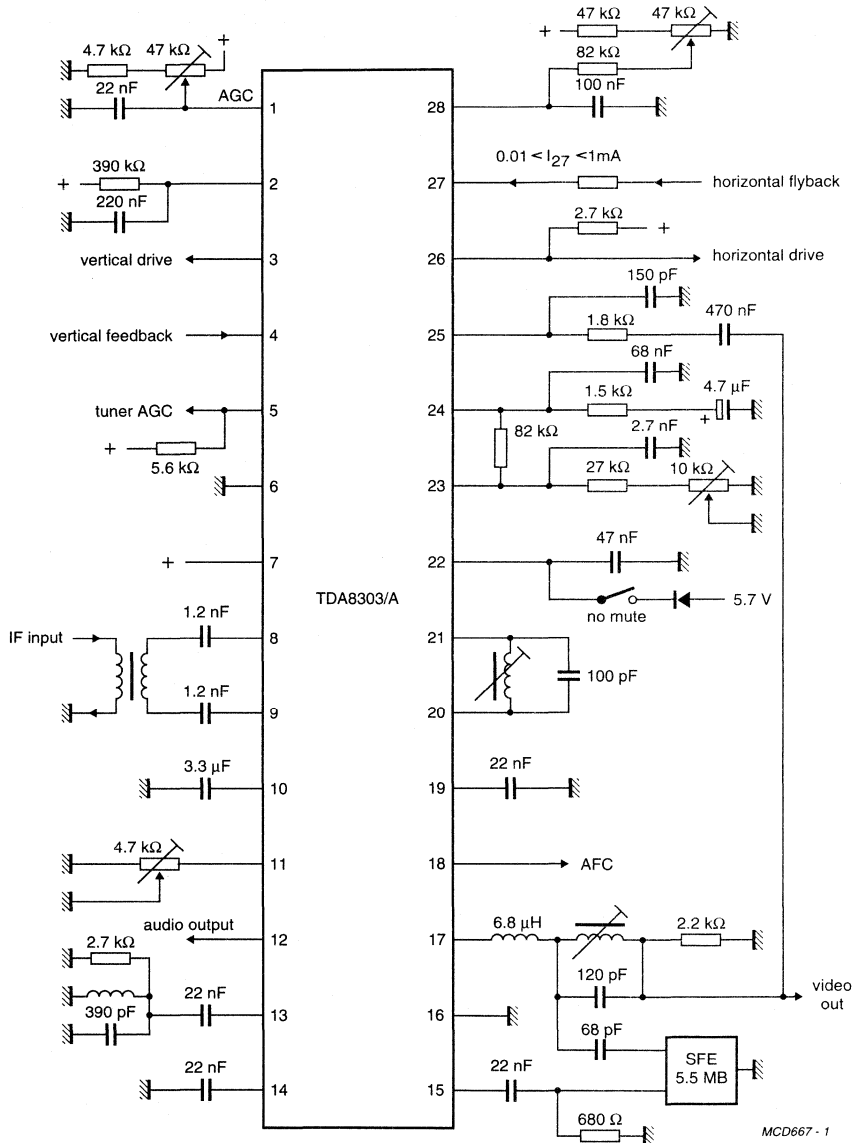 47 kΩ 47 kΩ
+
82 kΩ
100 nF
28
4.7 kΩ 47 kΩ +
22 nF
AGC 1
0.01 < I27 <1mA
27 horizontal flyback
390 kΩ
+ 2
220 nF
2.7 kΩ
+
vertical drive 3
26 horizontal drive
150 pF
470 nF
vertical feedback 4
25 1.8 kΩ
68 nF
tuner AGC 5
24 1.5 kΩ 4.7 µF
+
+ 5.6 kΩ
82 kΩ
2.7 nF
6
23 27 kΩ 10 kΩ
+ 7
22 47 nF
TDA8303/A
no mute 5.7 V
1.2 nF
IF input 8
21
100 pF
1.2 nF
9
20
3.3 µF
10
22 nF
19
4.7 kΩ
11
18 AFC
audio output 12
6.8 µH
17 2.2 kΩ
2.7 kΩ
120 pF
video
out
390 pF
22 nF
13
16
68 pF
SFE
5.5 MB
22 nF
14
22 nF
15
680 Ω
MCD667 - 1